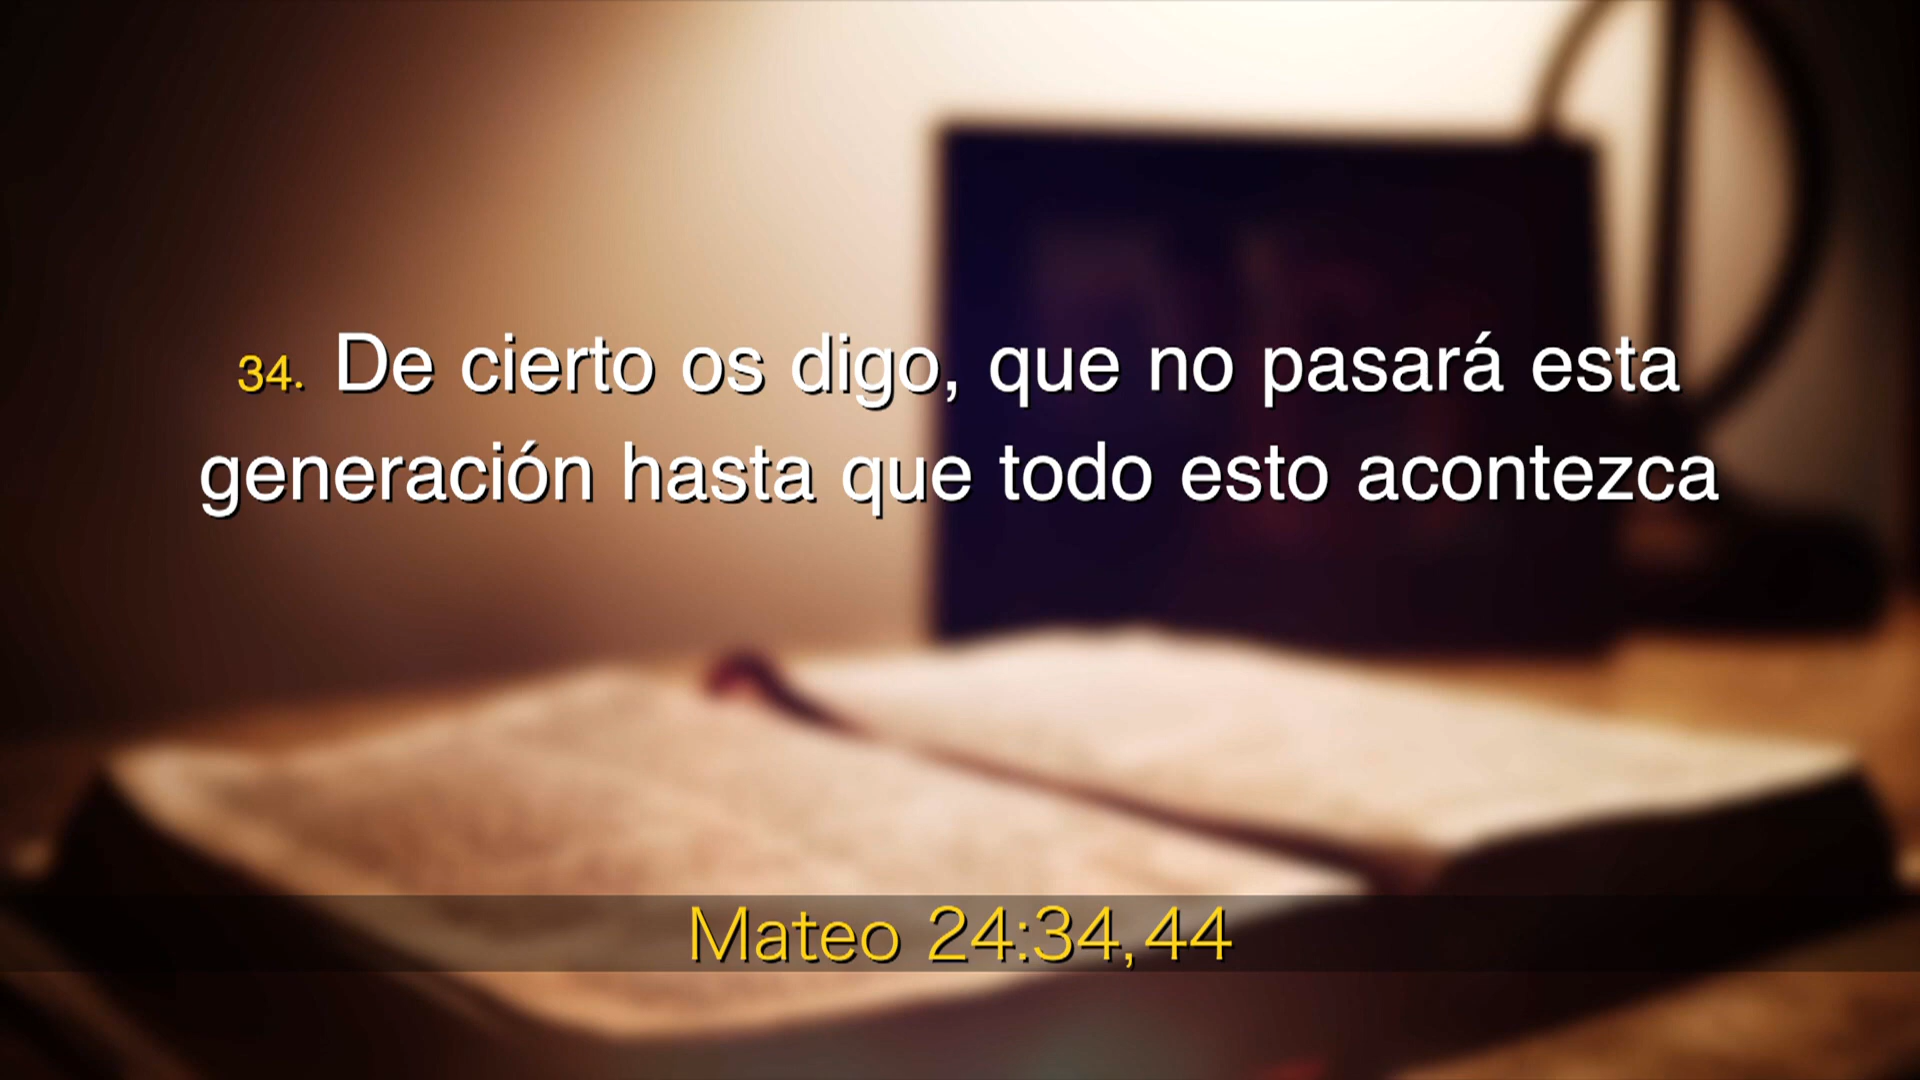 34. De cierto os digo, que no pasará esta
generación hasta que todo esto acontezca
Mateo 24:34,44